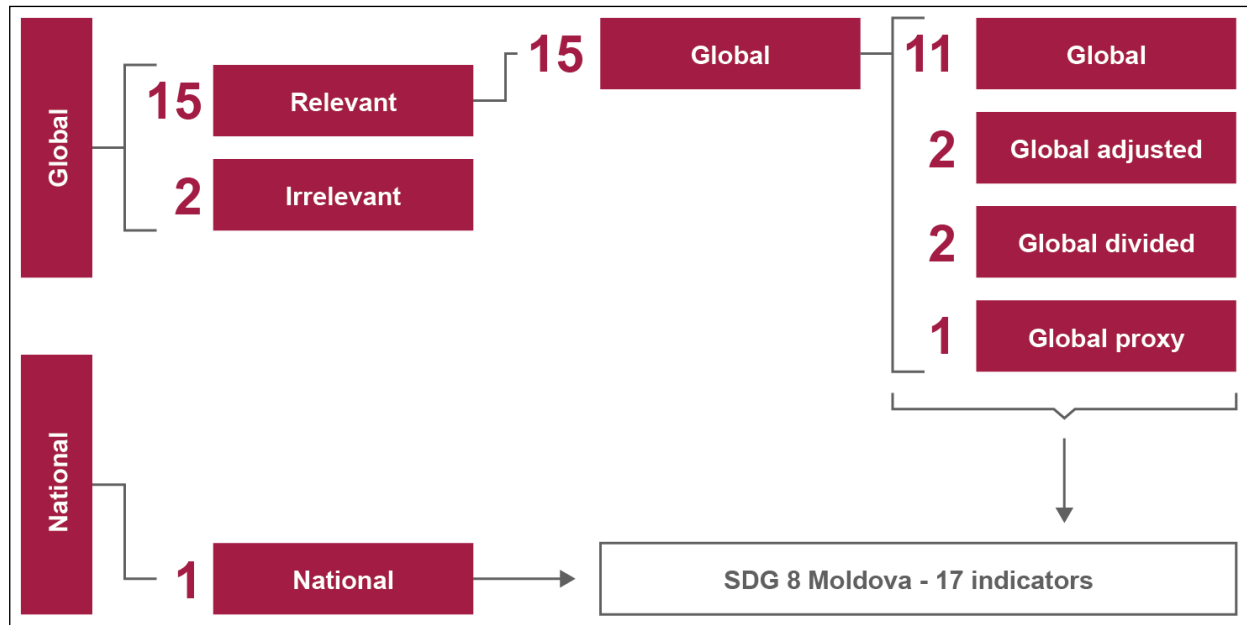 Global
15
Relevant
2
Irrelevant
15
Global
11
Global
2
Global adjusted
2
Global divided
1
Global proxy
National
1
National
SDG 8 Moldova - 17 indicators